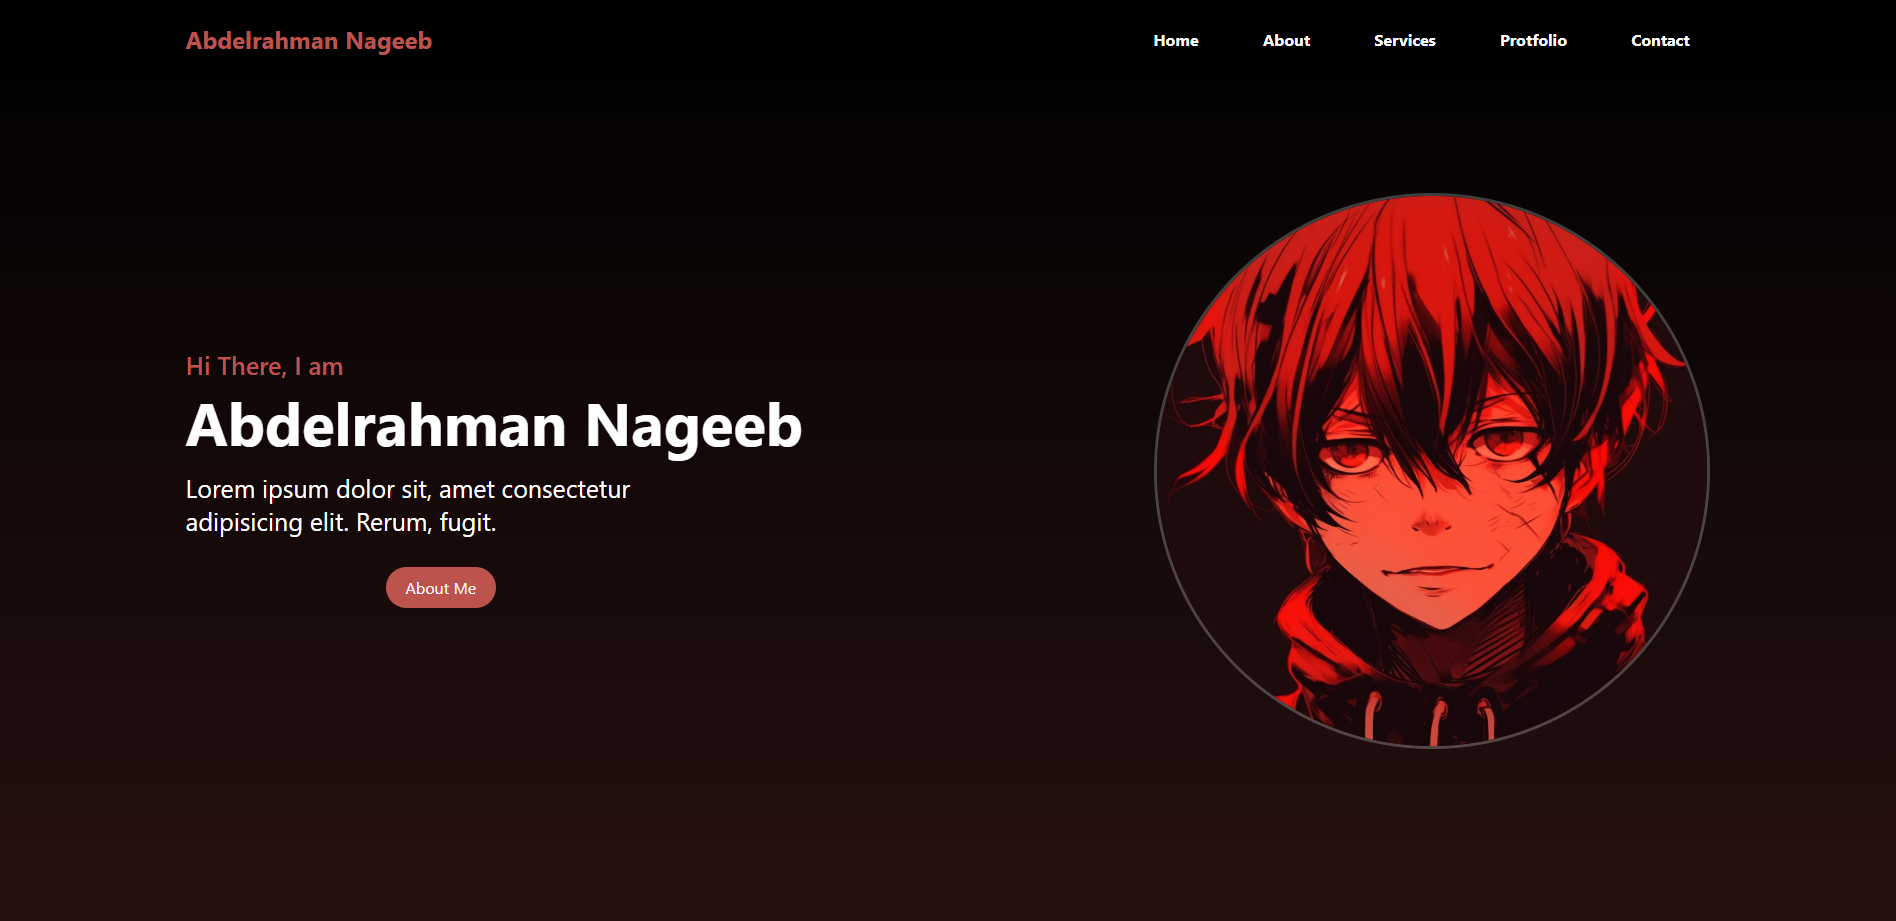 Abdelrahman Nageeb
Home About Services Protfolio Contact
Hi There, I am
Abdelrahman Nageeb
Lorem ipsum dolor sit, amet consectetur
adipisicing elit. Rerum, fugit.
About Me